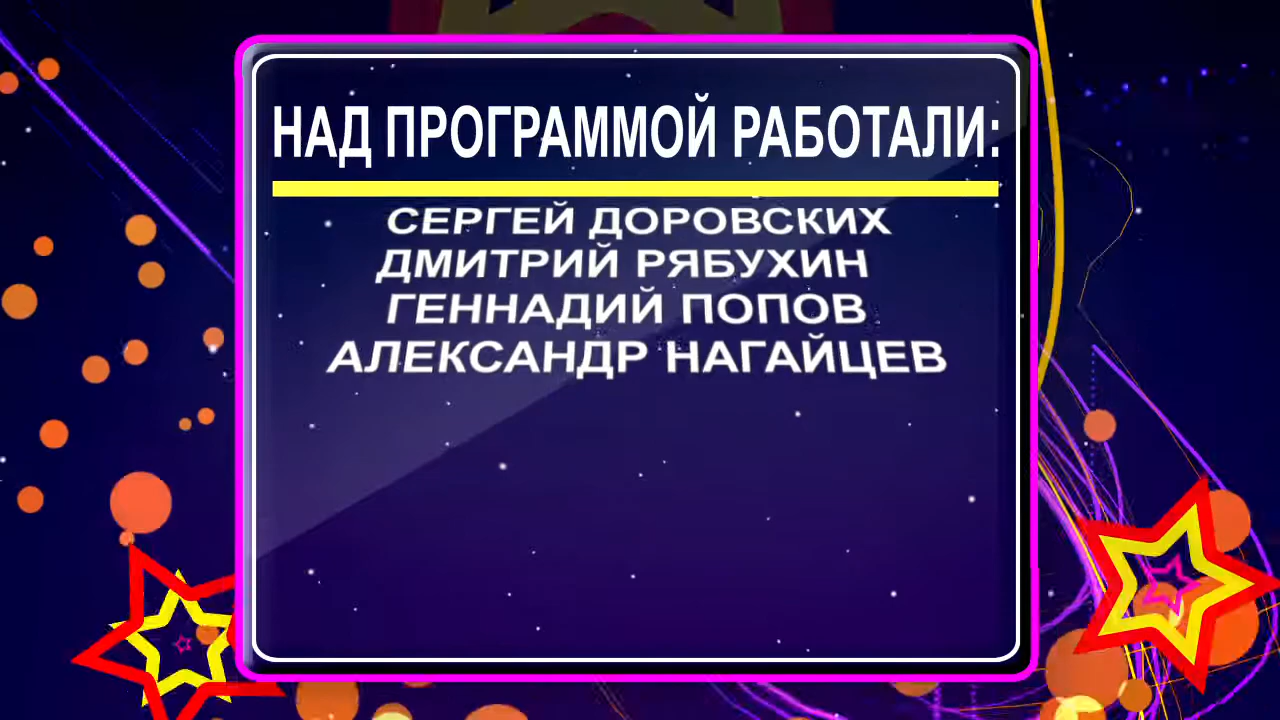 НАД ПРОГРАММОЙ РАБОТАЛИ:
СЕРГЕЙ ДОРОВСКИХ
ДМИТРИЙ РЯБУХИН
ГЕННАДИЙ ПОПОВ
АЛЕКСАНДР НАГАЙЦЕВ